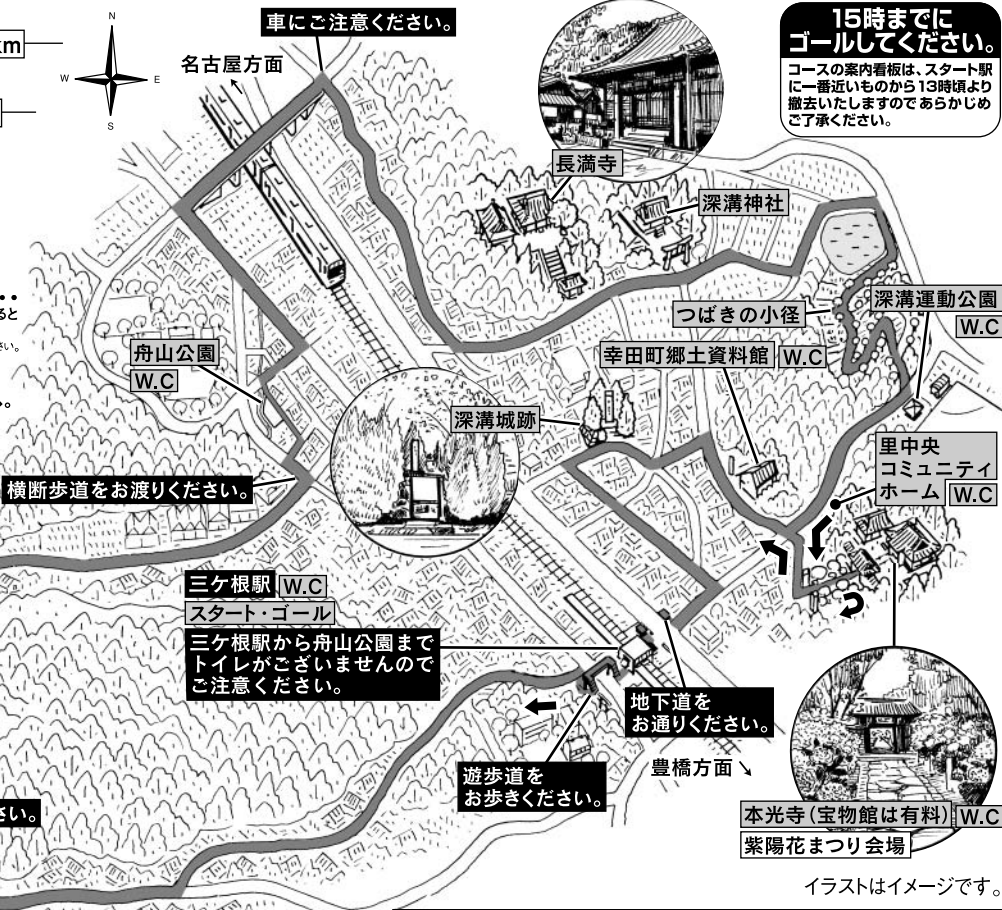 車にご注意ください。
15時までに
ゴールしてください。
コースの案内看板は、スタート駅
に一番近いものから13時頃より
撤去いたしますのであらかじめ
ご了承ください。
km
N
W
E
S
名古屋方面
長満寺
深溝神社
ると
さい。
つばきの小径
深溝運動公園
W.C
舟山公園
W.C
幸田町郷土資料館
W.C
深溝城跡
里中央
コミュニティ
ホーム
W.C
横断歩道をお渡りください。
三ケ根駅
W.C
スタート・ゴール
三ケ根駅から舟山公園まで
トイレがございませんので
ご注意ください。
地下道を
お通りください。
豊橋方面
遊歩道を
お歩きください。
さい。
本光寺(宝物館は有料)
W.C
紫陽花まつり会場
イラストはイメージです。